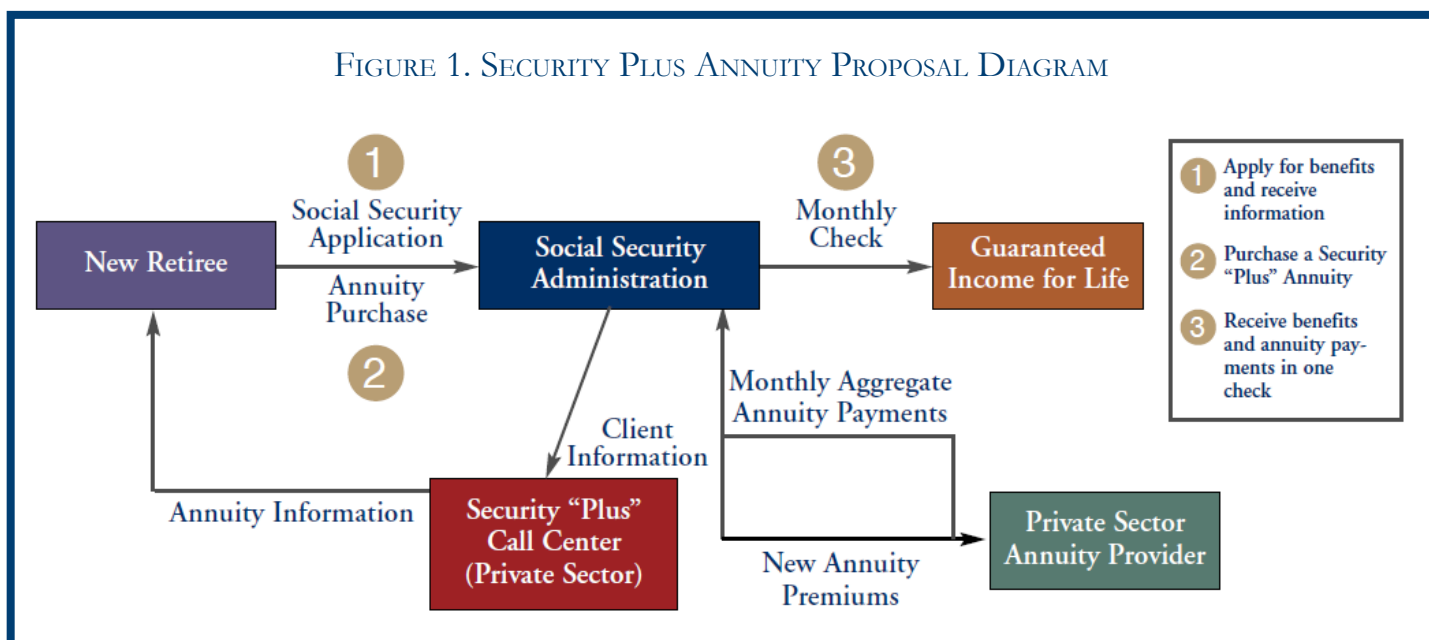 FIGURE 1. SECURITY PLUS ANNUITY PROPOSAL DIAGRAM
1
Social Security
Application
Annuity
Purchase
2
New Retiree
Social Security
Administration
3
Monthly
Check
Guaranteed
Income for Life
1 Apply for benefits
and receive
information
2 Purchase a Security
“Plus” Annuity
3 Receive benefits
and annuity pay-
ments in one
check
Monthly Aggregate
Annuity Payments
Client
Information
Annuity Information
Security “Plus”
Call Center
(Private Sector)
New Annuity
Premiums
Private Sector
Annuity Provider